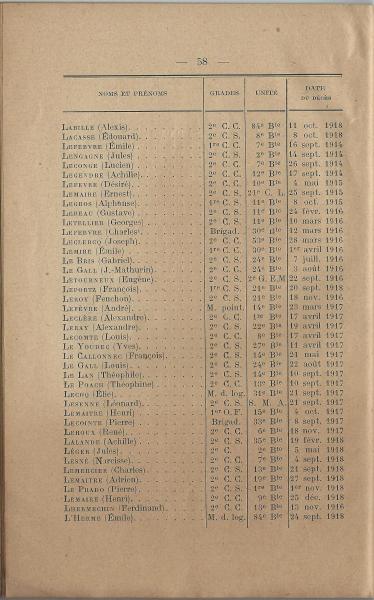 — 58 —
NOMS ET PRÉNOMS GRADES UNITÉ DATE DU DÉCÈS
LABILLE (Alexis). 2e C. C. 84e Bie 11 oct. 1918
LACASSE (Édouard). 2e C. S. 8e Bie 8 oct. 1918
LEFEBVRE (Émile) 1re C. C. 7e Bie 16 sept. 1914
LENGAGNE (Jules) 2e C. S. 2e Bie 14 sept. 1914
LECONGE (Lucien) 2e C. C. 7e Bie 26 sept. 1914
LEGENDRE (Achille) 2e C. C. 12e Bie 17 sept. 1914
LEFEVRE (Désiré) 2e C. C. 10e Bie 4 mai 1915
LEMAIRE (Ernest) 2e C. S. 21e C. L. 25 sept. 1915
LEGROS (Alphonse) 1re C. S. 11e Bie 8 oct. 1915
LEBEAU (Gustave) 2e C. S. 11e Bie 24 févr. 1916
LETELLIER (Georges) 2e C. S. 11e Bie 10 mars 1916
LEFEBVRE (Charles). Brigad. 30e Bie 12 mars 1916
LECLERCQ (Joseph). 2e C. C. 53e Bie 28 mars 1916
LEMIRE (Émile) 1re C. C. 30e Bie 1er avril 1916
LE BRIS (Gabriel) 2e C. S. 24e Bie 7 juill. 1916
LE GALL (J.-Mathurin) 2e C. C. 24e Bie 3 août 1916
LETOURNEUX (Eugène) 2e C. S. 2e G. E.M 22 sept. 1916
LEPORTZ (François) 1re C. S. 21e Bie 20 sept. 1918
LEROY (Fenchon) 2e C. S. 21e Bie 18 nov. 1916
LEFÈVRE (André) M. point. 14e Bie 23 mars 1917
LECLÈRE (Alexandre) 2e C. C. 1re Bie 17 avril 1917
LERAY (Alexandre) 2e C. S. 22e Bie 19 avril 1917
LECOMTE (Louis) 2e C. C. 8e Bie 17 avril 1917
LE YOUDEC (Yves) 2e C. S. 27e Bie 11 avril 1917
LE CALLONNEC (François) 2e C. S. 14e Bie 21 mai 1917
LE GALL (Louis) 2e C. S. 24e Bie 22 août 1917
LE LAN (Théophile) 2e C. S. 14e Bie 10 sept. 1917
LE POACH (Théophine) 2e C. C. 13e Bie 10 sept. 1917
LECOQ (Élie) M. d. log. 31e Bie 21 sept. 1917
LESENNE (Léonard) 2e C. S. S. M. A. 21 sept. 1917
LEMAITRE (Henri) 1er O. F. 15e Bie 4 oct. 1917
LECOINTE (Pierre) Brigad. 33e Bie 8 sept. 1917
LEROUX (René) 2e C. C. 6e Bie 18 nov. 1917
LALANDE (Achille) 2e C. S. 35e Bie 19 févr. 1918
LÉGER (Jules) 2e C. 2e Bie 5 mai 1918
LESNÉ (Narcisse) 2e C. C. 7e Bie 4 sept. 1918
LEMERCIER (Charles) 2e C. S. 13e Bie 21 sept. 1918
LEMAITRE (Adrien) 2e C. C. 19e Bie 27 sept. 1918
LE PRADO (Pierre) 2e C. S. 1re Bie 1er nov. 1918
LEMAIRE (Henri) 2e C. C. 9e Bie 25 déc. 1918
LHERMECHIN (Ferdinand) 2e C. C. 13e Bie 13 nov. 1916
L'HERME (Émile) M. d. log. 84e Bie 24 sept. 1918